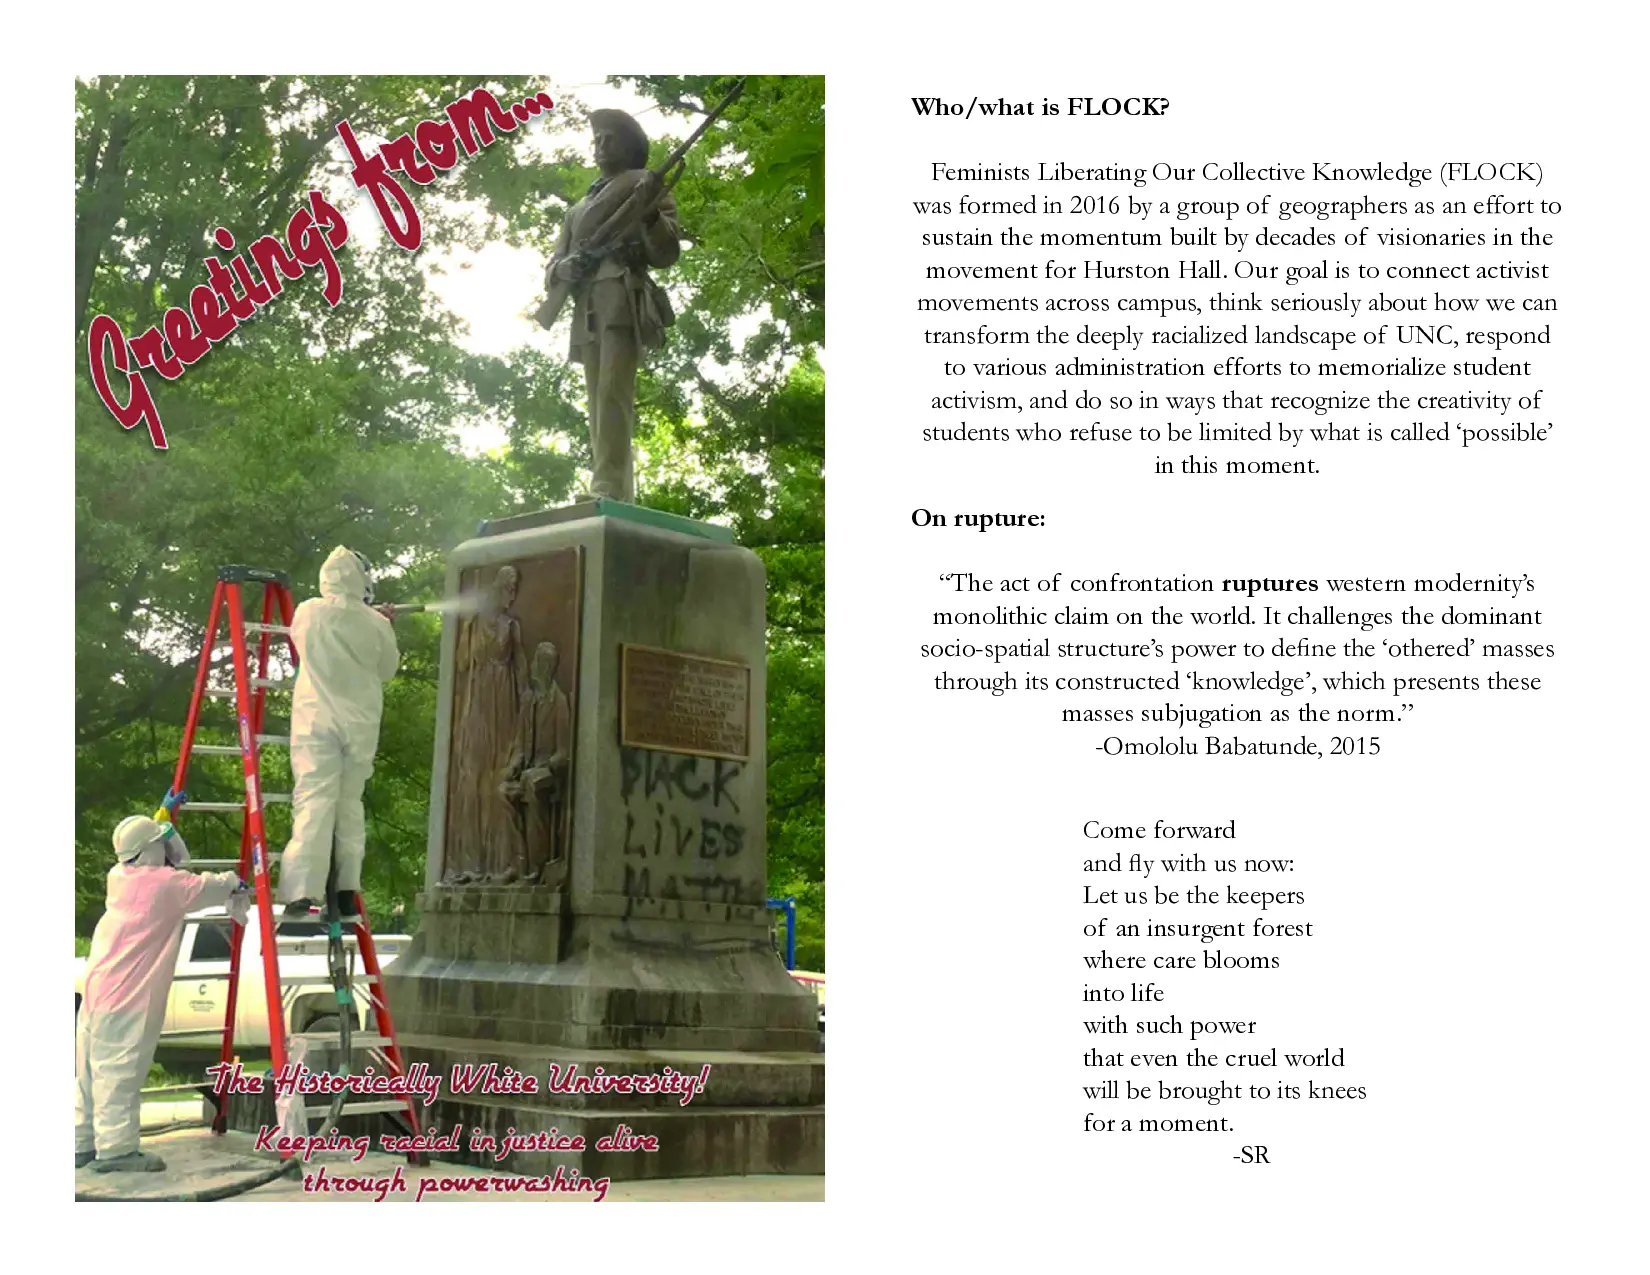 Greetings from...
BLACK
LIVES
The Historically White University!
Keeping racial injustice alive
through powerwashing
Who/what is FLOCK?
Feminists Liberating Our Collective Knowledge (FLOCK)
was formed in 2016 by a group of geographers as an effort to
sustain the momentum built by decades of visionaries in the
movement for Hurston Hall. Our goal is to connect activist
movements across campus, think seriously about how we can
transform the deeply racialized landscape of UNC, respond
to various administration efforts to memorialize student
activism, and do so in ways that recognize the creativity of
students who refuse to be limited by what is called ‘possible’
in this moment.
On rupture:
“The act of confrontation ruptures western modernity’s
monolithic claim on the world. It challenges the dominant
socio-spatial structure’s power to define the ‘othered’ masses
through its constructed ‘knowledge’, which presents these
masses subjugation as the norm.”
-Omololu Babatunde, 2015
Come forward
and fly with us now:
Let us be the keepers
of an insurgent forest
where care blooms
into life
with such power
that even the cruel world
will be brought to its knees
for a moment.
-SR